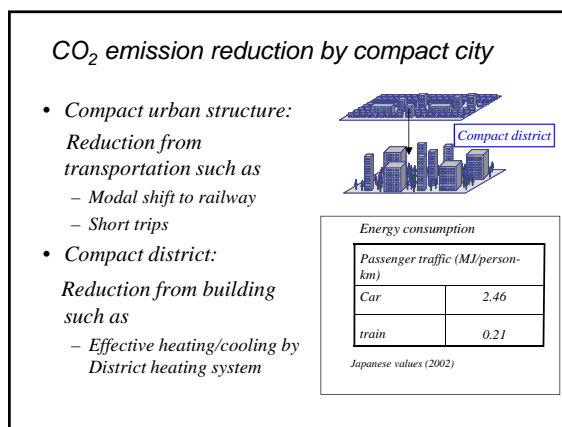 CO₂ emission reduction by compact city
• Compact urban structure:
Reduction from
transportation such as
– Modal shift to railway
– Short trips
• Compact district:
Reduction from building
such as
– Effective heating/cooling by
District heating system
Compact district
Energy consumption
Passenger traffic (MJ/person-
km)
Car 2.46
train 0.21
Japanese values (2002)